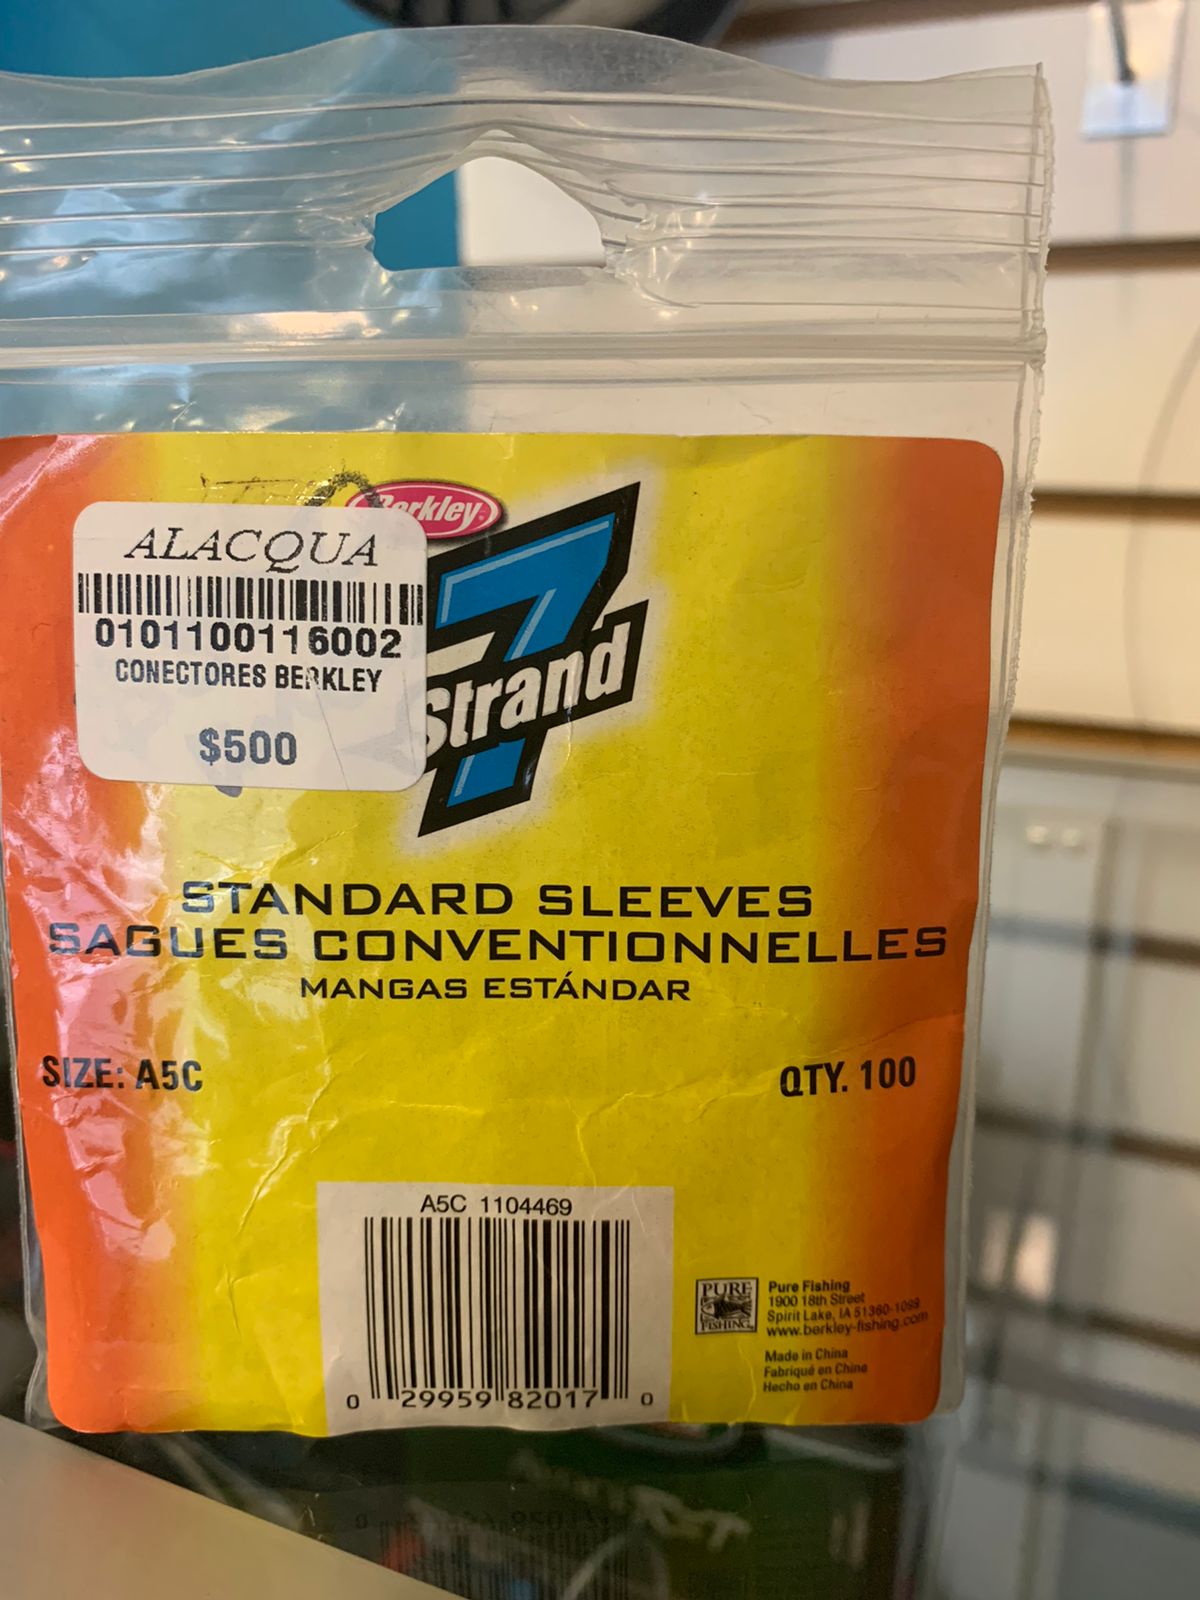 Berkley
ALACQUA
0101100116002
CONECTORES BERKLEY
$500
7
Strand
STANDARD SLEEVES
SAGUES CONVENTIONNELLES
MANGAS ESTÁNDAR
SIZE: A5C
QTY. 100
A5C 1104469
0 29959 82017 0
PURE
FISHING
Pure Fishing
1900 18th Street
Spirit Lake, IA 51360-1099
www.berkley-fishing.com
Made in China
Fabriqué en Chine
Hecho en China